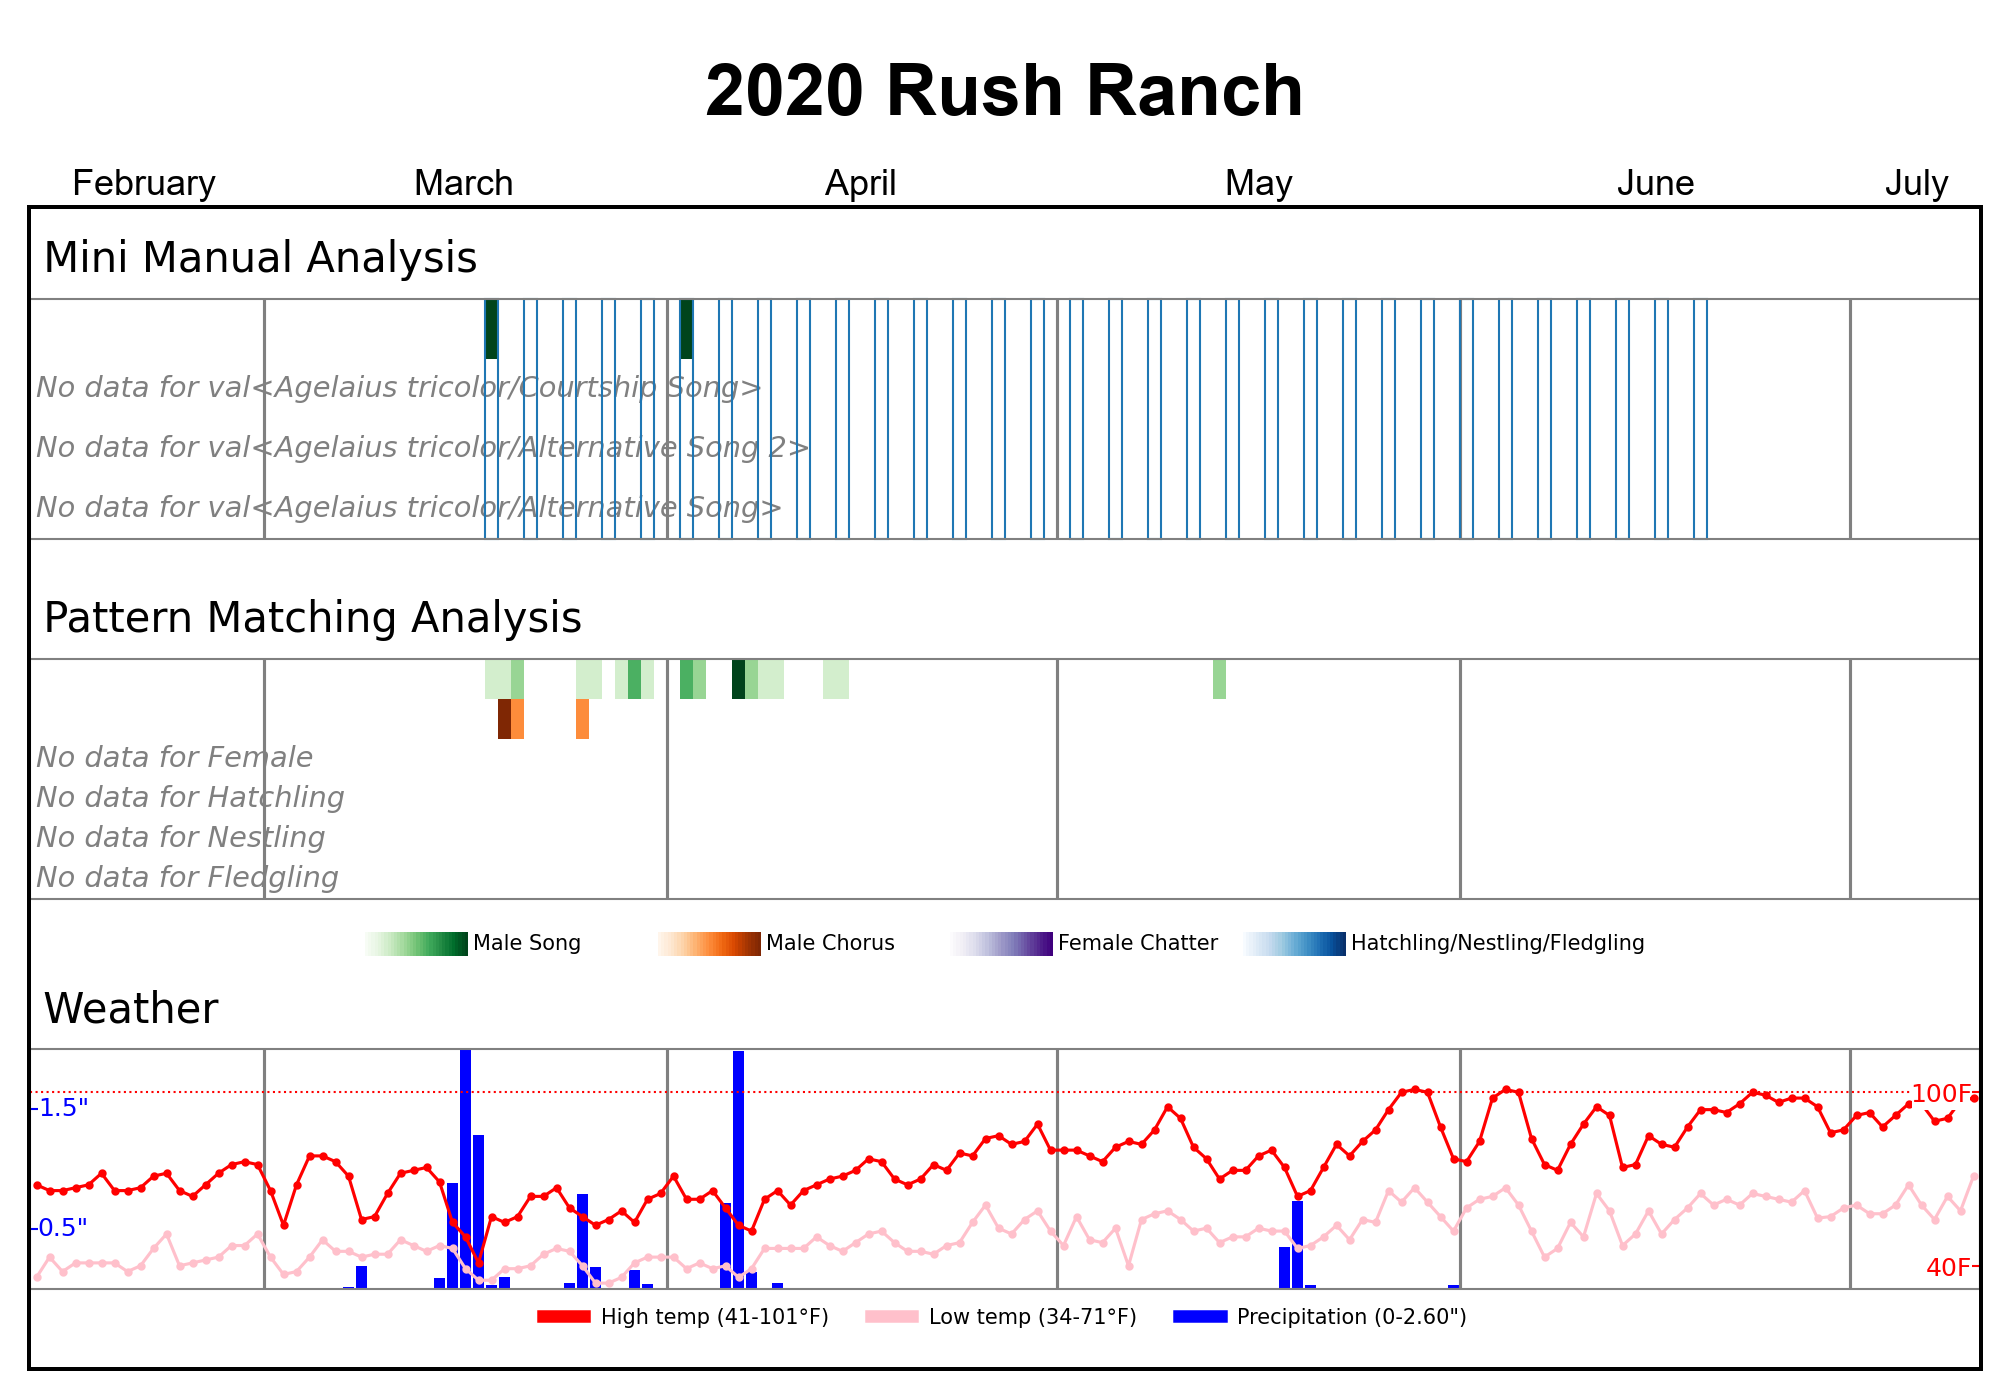 2020 Rush Ranch
February March April May June July
Mini Manual Analysis
No data for val<Agelaius tricolor/Courtship Song>
No data for val<Agelaius tricolor/Alternative Song 2>
No data for val<Agelaius tricolor/Alternative Song>
Pattern Matching Analysis
No data for Female
No data for Hatchling
No data for Nestling
No data for Fledgling
Male Song Male Chorus Female Chatter Hatchling/Nestling/Fledgling
Weather
1.5" 100F
0.5" 40F
High temp (41-101°F) Low temp (34-71°F) Precipitation (0-2.60")